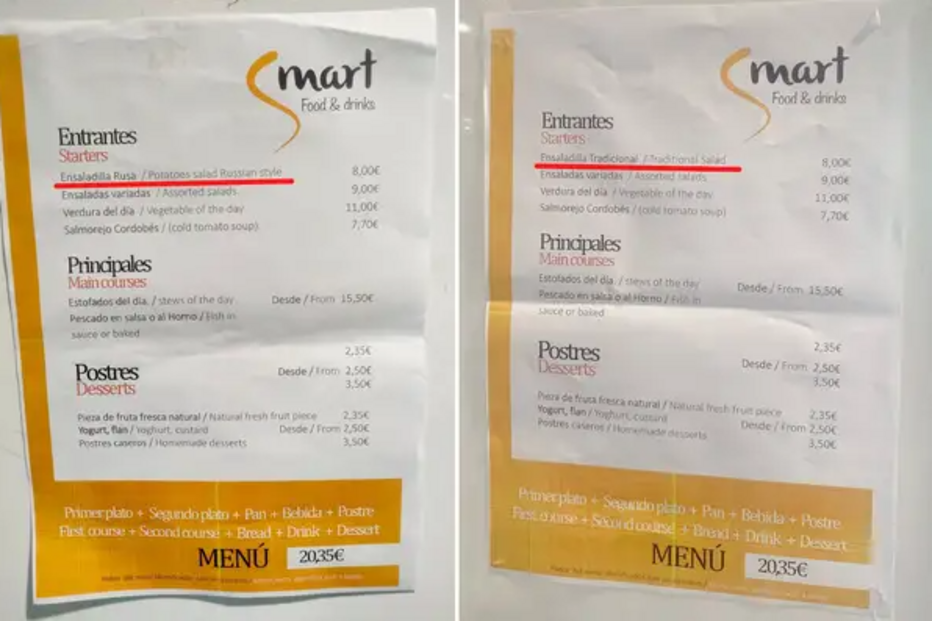 Smart
Food & drinks
Entrantes
Starters
Ensaladilla Rusa / Potatoes salad Russian style 8,00€
Ensaladas variadas / Assorted salads. 9,00€
Verdura del día / Vegetable of the day 11,00€
Salmorejo Cordobés / (cold tomato soup) 7,70€
Principales
Main courses
Estofados del día. / stews of the day Desde / From 15,50€
Pescado en salsa o al Horno / Fish in
sauce or baked
2,35€
Postres
Desde / From 2,50€
Desserts
3,50€
Pieza de fruta fresca natural / Natural fresh fruit piece 2,35€
Yogurt, flan / Yoghurt, custard Desde / From 2,50€
Postres caseros / Homemade desserts 3,50€
Primer plato + Segundo plato + Pan + Bebida + Postre
First course + Second course + Bread + Drink + Dessert
MENÚ 20,35€
Smart
Food & drinks
Entrantes
Starters
Ensaladilla Tradicional / Traditional Salad 8,00€
Ensaladas variadas / Assorted salads 9,00€
Verdura del día / Vegetable of the day 11,00€
Salmorejo Cordobés / (cold tomato soup) 7,70€
Principales
Main courses
Estofados del día. / stews of the day Desde / From 15,50€
Pescado en salsa o al Horno / Fish in
sauce or baked
2,35€
Postres
Desde / From 2,50€
Desserts
3,50€
Pieza de fruta fresca natural / Natural fresh fruit piece 2,35€
Yogurt, flan / Yoghurt, custard Desde / From 2,50€
Postres caseros / Homemade desserts 3,50€
Primer plato + Segundo plato + Pan + Bebida + Postre
First course + Second course + Bread + Drink + Dessert
MENÚ 20,35€